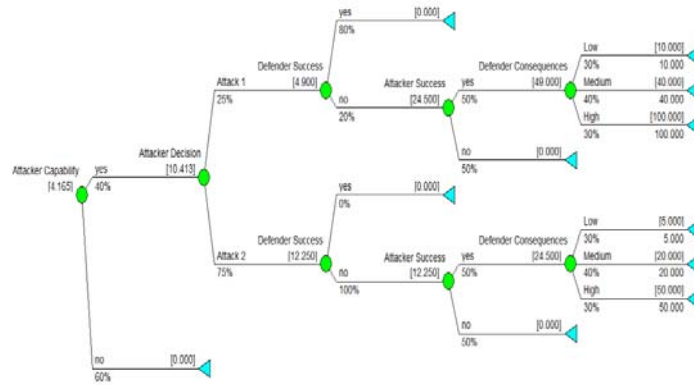 yes [0.000]
80%
Defender Success
[4.900]
Attack 1
25%
no [24.500]
20%
Attacker Success
yes [49.000]
50%
Defender Consequences
Low [10.000]
30% 10.000
Medium [40.000]
40% 40.000
High [100.000]
30% 100.000
no [0.000]
50%
Attacker Decision
Attacker Capability
[4.165]
yes [10.413]
40%
yes [0.000]
0%
Defender Success
Attack 2 [12.250]
75%
no [12.250]
100%
Attacker Success
yes [24.500]
50%
Defender Consequences
Low [5.000]
30% 5.000
Medium [20.000]
40% 20.000
High [50.000]
30% 50.000
no [0.000]
50%
no [0.000]
60%